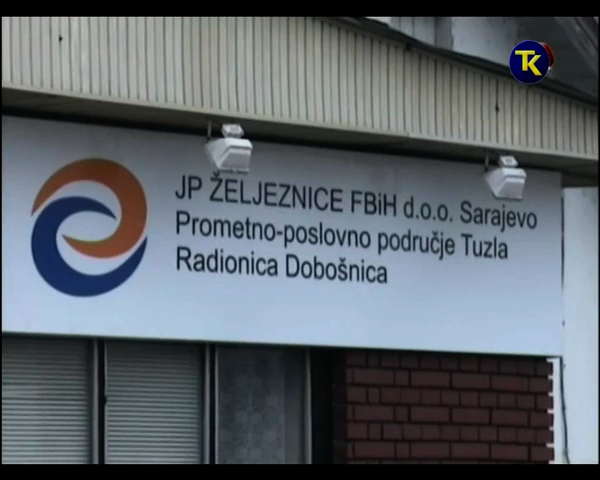 TK
JP ŽELJEZNICE FBiH d.o.o. Sarajevo
Prometno-poslovno područje Tuzla
Radionica Dobošnica